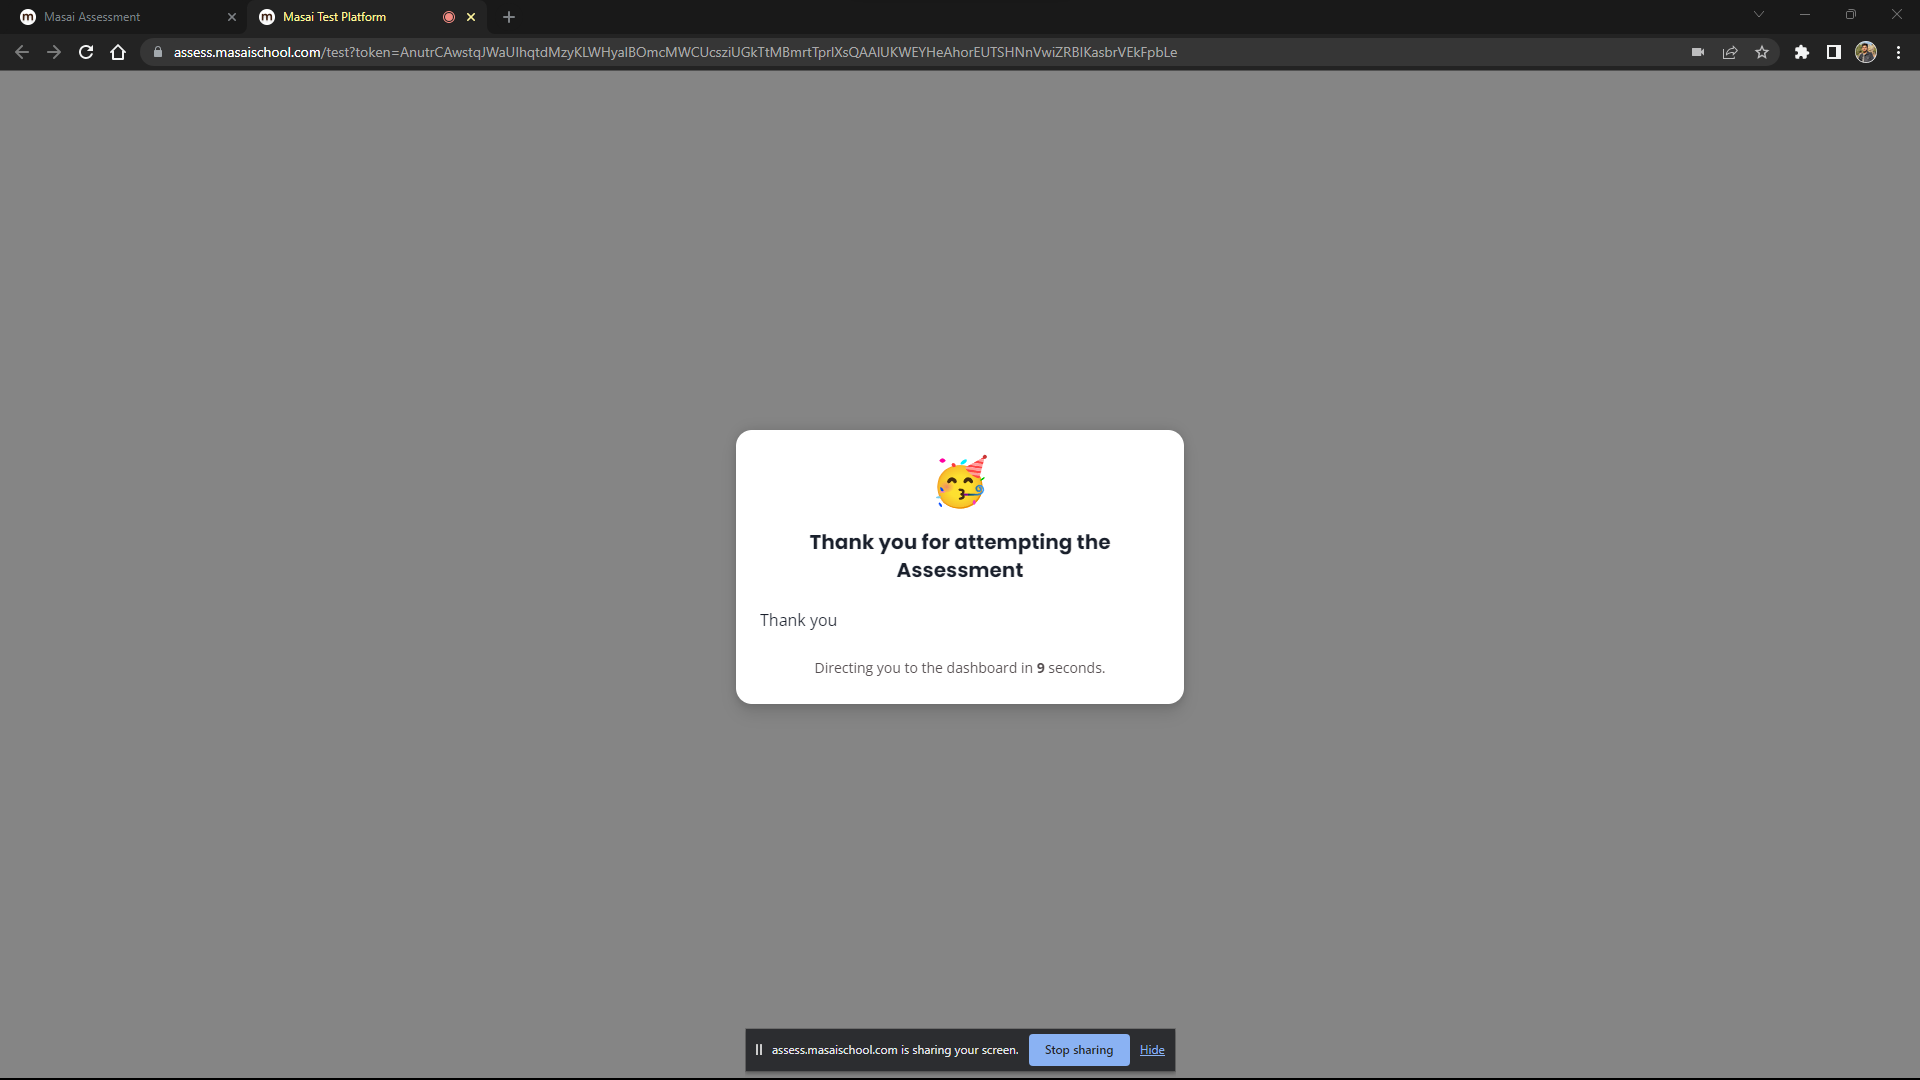 m Masai Assessment
m Masai Test Platform
assess.masaischool.com/test?token=AnutrCAwstqJWaUIhqtdMzyKLWHyalBOmcMWCUcsziUGkTtMBmrtTprlXsQAAlUKWEYHeAhorEUTSHNnVwiZRBIKasbrVEkFpbLe
Thank you for attempting the
Assessment
Thank you
Directing you to the dashboard in 9 seconds.
assess.masaischool.com is sharing your screen.
Stop sharing
Hide